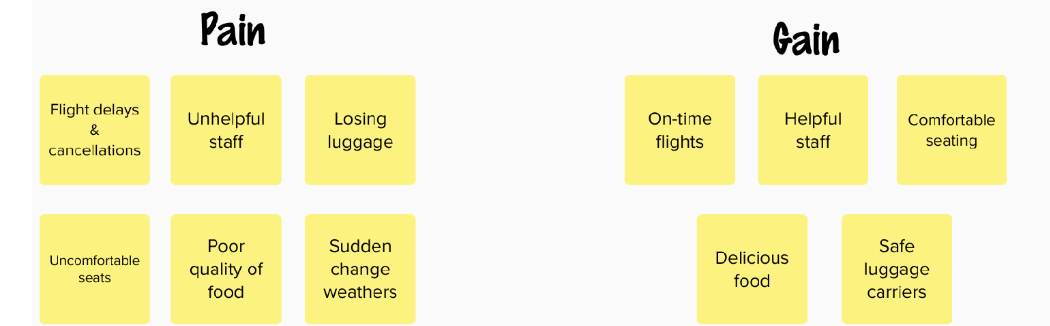 Pain
Flight delays
&
cancellations
Unhelpful
staff
Losing
luggage
Uncomfortable
seats
Poor
quality of
food
Sudden
change
weathers
Gain
On-time
flights
Helpful
staff
Comfortable
seating
Delicious
food
Safe
luggage
carriers